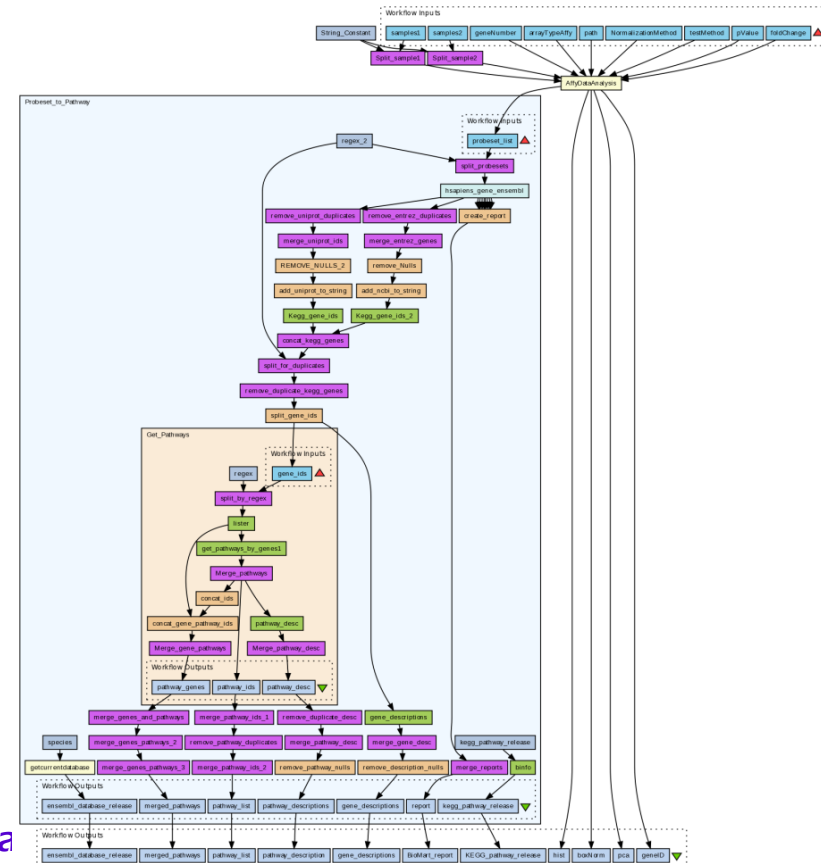 Workflow Inputs
String_Constant samples1 samples2 geneNumber arrayTypeAffy path NormalizationMethod testMethod pValue foldChange
Split_sample1 Split_sample2
AffyDataAnalysis
Probeset_to_Pathway
Workflow Inputs
regex_2 probeset_list
split_probesets
hsapiens_gene_ensembl
remove_uniprot_duplicates remove_entrez_duplicates create_report
merge_uniprot_ids merge_entrez_genes
REMOVE_NULLS_2 remove_Nulls
add_uniprot_to_string add_ncbi_to_string
Kegg_gene_ids Kegg_gene_ids_2
concat_kegg_genes
split_for_duplicates
remove_duplicate_kegg_genes
split_gene_ids
Get_Pathways
Workflow Inputs
regex gene_ids
split_by_regex
lister
get_pathways_by_genes1
Merge_pathways
concat_ids
concat_gene_pathway_ids pathway_desc
Merge_gene_pathways Merge_pathway_desc
Workflow Outputs
pathway_genes pathway_ids pathway_desc
merge_genes_and_pathways merge_pathway_ids_1 remove_duplicate_desc gene_descriptions
species merge_genes_pathways_2 remove_pathway_duplicates merge_pathway_desc merge_gene_desc kegg_pathway_release
getcurrentdatabase merge_genes_pathways_3 merge_pathway_ids_2 remove_pathway_nulls remove_description_nulls merge_reports binfo
Workflow Outputs
ensembl_database_release merged_pathways pathway_list pathway_descriptions gene_descriptions report kegg_pathway_release
a
Workflow Outputs
ensembl_database_release merged_pathways pathway_list pathway_description gene_descriptions BioMart_report KEGG_pathway_release hist boxNorm pca geneID